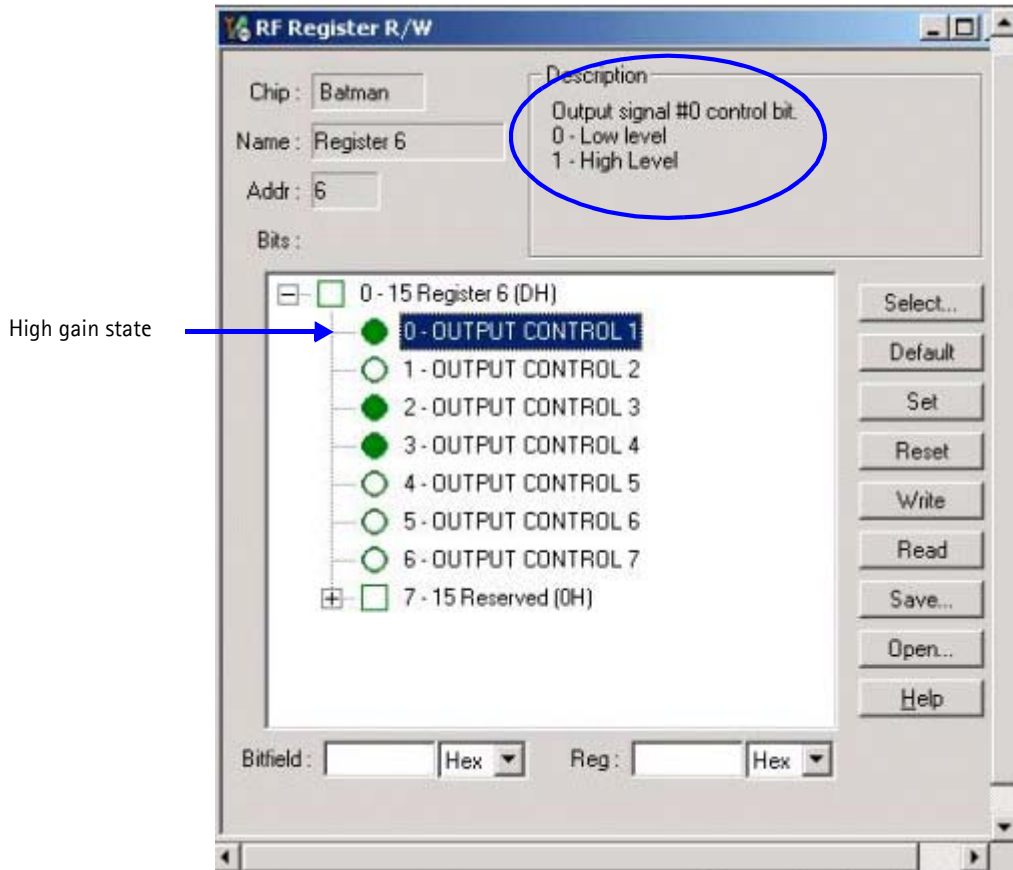 RF Register R/W
Chip : Batman
Name : Register 6
Addr : 6
Bits :
Description
Output signal #0 control bit.
0 - Low level
1 - High Level
High gain state
0 - 15 Register 6 (DH)
0 - OUTPUT CONTROL 1
1 - OUTPUT CONTROL 2
2 - OUTPUT CONTROL 3
3 - OUTPUT CONTROL 4
4 - OUTPUT CONTROL 5
5 - OUTPUT CONTROL 6
6 - OUTPUT CONTROL 7
7 - 15 Reserved (0H)
Select...
Default
Set
Reset
Write
Read
Save...
Open...
Help
Bitfield : Hex Reg : Hex